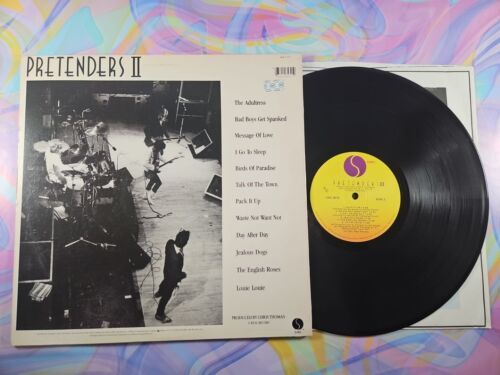 PRETENDERS II
The Adultress
Bad Boys Get Spanked
Message Of Love
I Go To Sleep
Birds Of Paradise
Talk Of The Town
Pack It Up
Waste Not Want Not
Day After Day
Jealous Dogs
The English Roses
Louie Louie
PRODUCED BY CHRIS THOMAS
PRETENDERS II